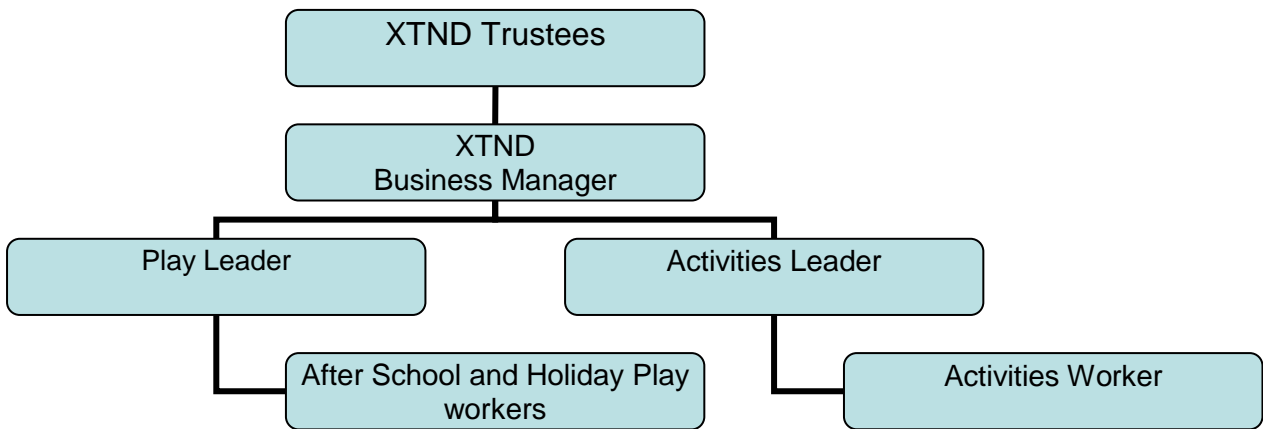 XTND Trustees
XTND
Business Manager
Play Leader
Activities Leader
After School and Holiday Play
workers
Activities Worker